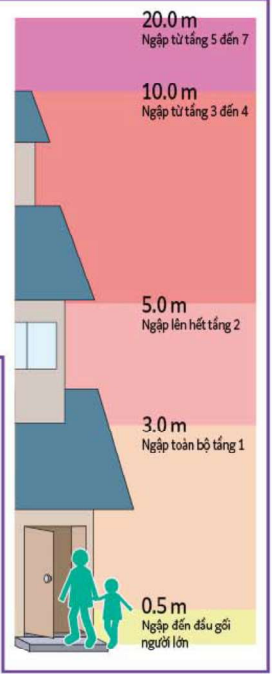 20.0 m
Ngập từ tầng 5 đến 7
10.0 m
Ngập từ tầng 3 đến 4
5.0 m
Ngập lên hết tầng 2
3.0 m
Ngập toàn bộ tầng 1
0.5 m
Ngập đến đầu gối
người lớn